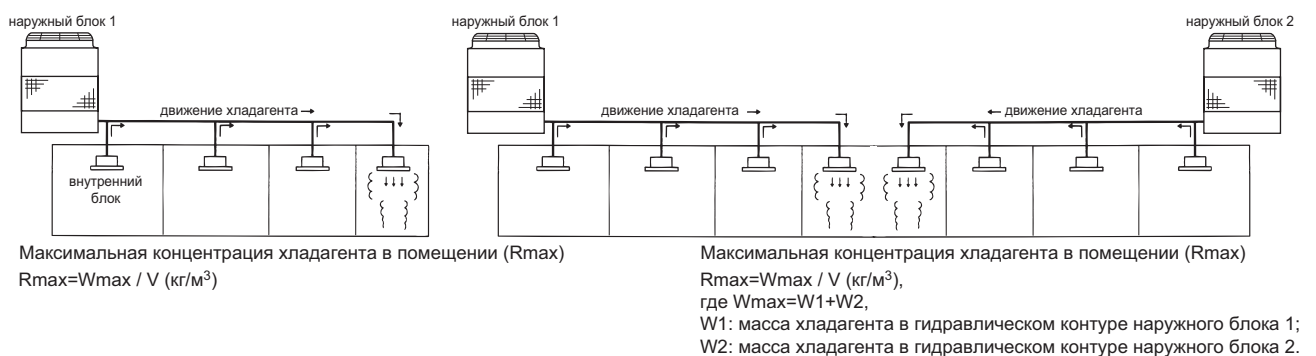 наружный блок 1
наружный блок 1
наружный блок 2
движение хладагента
движение хладагента
движение хладагента
внутренний
блок
Максимальная концентрация хладагента в помещении (Rmax)
Rmax=Wmax / V (кг/м³)
Максимальная концентрация хладагента в помещении (Rmax)
Rmax=Wmax / V (кг/м³),
где Wmax=W1+W2,
W1: масса хладагента в гидравлическом контуре наружного блока 1;
W2: масса хладагента в гидравлическом контуре наружного блока 2.